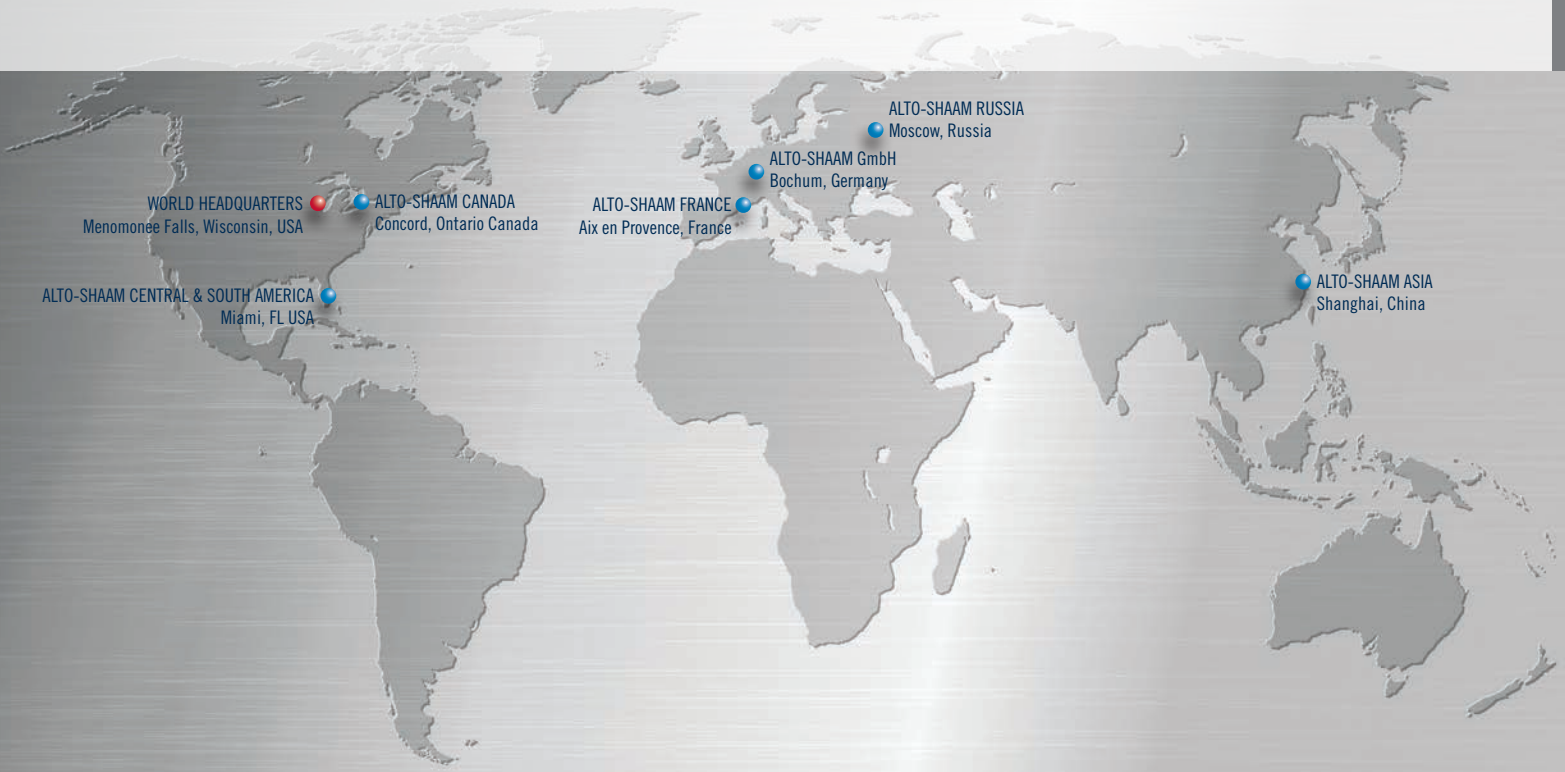 ALTO-SHAAM RUSSIA
Moscow, Russia
ALTO-SHAAM GmbH
Bochum, Germany
WORLD HEADQUARTERS
Menomonee Falls, Wisconsin, USA
ALTO-SHAAM CANADA
Concord, Ontario Canada
ALTO-SHAAM FRANCE
Aix en Provence, France
ALTO-SHAAM CENTRAL & SOUTH AMERICA
Miami, FL USA
ALTO-SHAAM ASIA
Shanghai, China